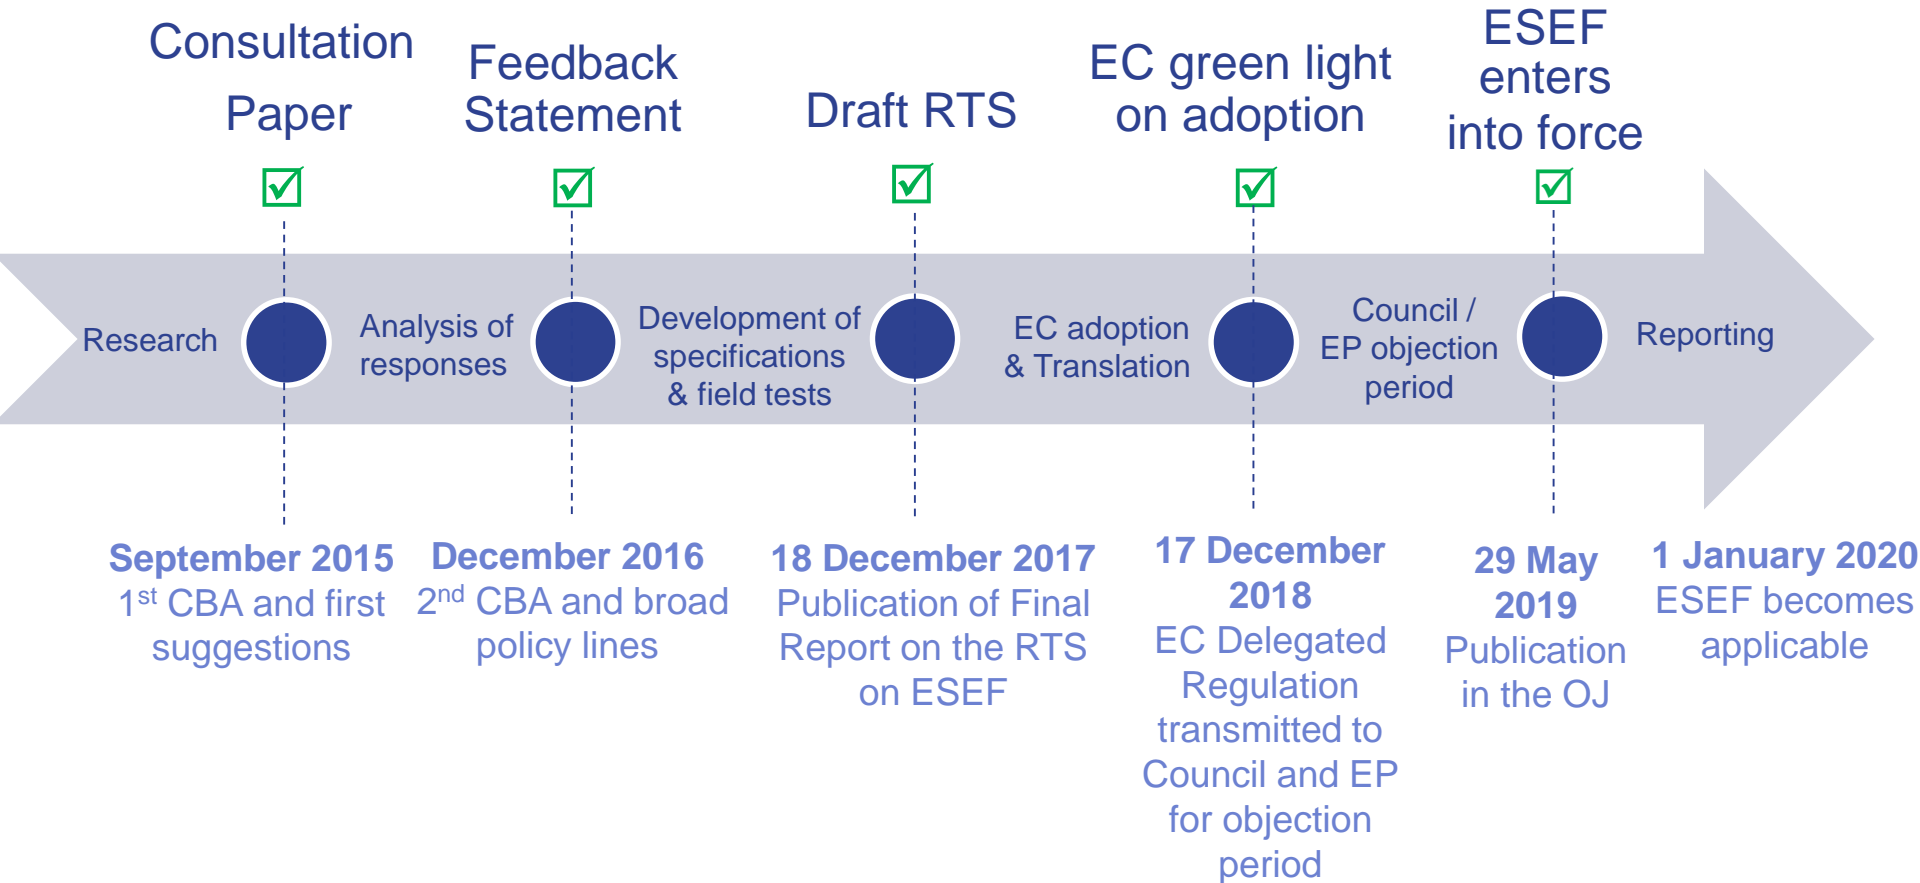 Consultation
Paper
Feedback
Statement
Draft RTS
EC green light
on adoption
ESEF
enters
into force
Research
Analysis of
responses
Development of
specifications
& field tests
EC adoption
& Translation
Council /
EP objection
period
Reporting
September 2015
1st CBA and first
suggestions
December 2016
2nd CBA and broad
policy lines
18 December 2017
Publication of Final
Report on the RTS
on ESEF
17 December
2018
EC Delegated
Regulation
transmitted to
Council and EP
for objection
period
29 May
2019
Publication
in the OJ
1 January 2020
ESEF becomes
applicable